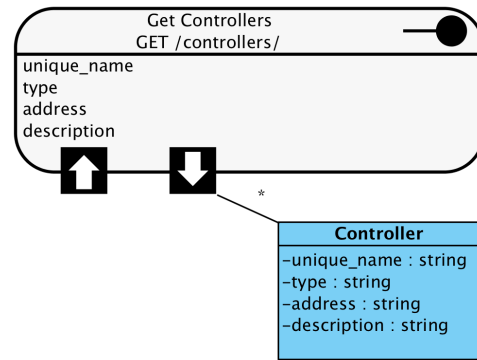 Get Controllers
GET /controllers/
unique_name
type
address
description
*
Controller
-unique_name : string
-type : string
-address : string
-description : string